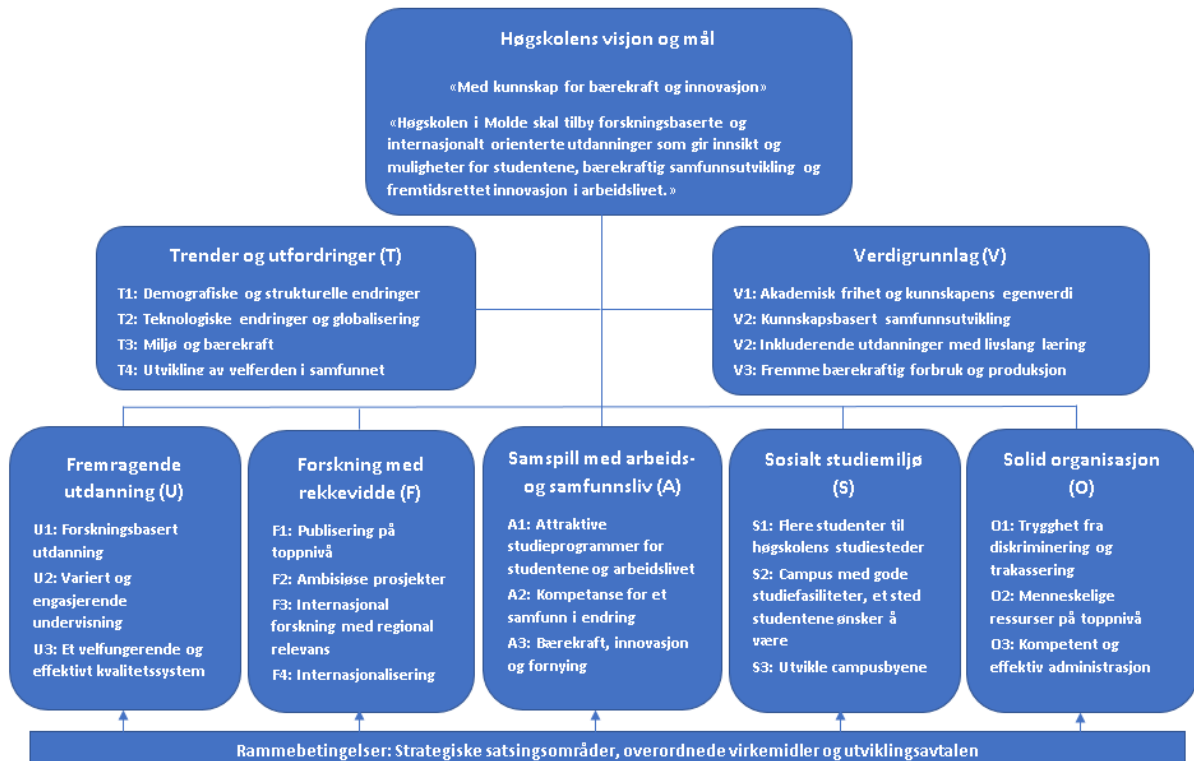 Høgskolens visjon og mål
«Med kunnskap for bærekraft og innovasjon»
«Høgskolen i Molde skal tilby forskningsbaserte og
internasjonalt orienterte utdanninger som gir innsikt og
muligheter for studentene, bærekraftig samfunnsutvikling og
fremtidsrettet innovasjon i arbeidslivet.»
Trender og utfordringer (T)
T1: Demografiske og strukturelle endringer
T2: Teknologiske endringer og globalisering
T3: Miljø og bærekraft
T4: Utvikling av velferden i samfunnet
Verdigrunnlag (V)
V1: Akademisk frihet og kunnskapens egenverdi
V2: Kunnskapsbasert samfunnsutvikling
V2: Inkluderende utdanninger med livslang læring
V3: Fremme bærekraftig forbruk og produksjon
Fremragende
utdanning (U)
U1: Forskningsbasert
utdanning
U2: Variert og
engasjerende
undervisning
U3: Et velfungerende og
effektivt kvalitetssystem
Forskning med
rekkevidde (F)
F1: Publisering på
toppnivå
F2: Ambisiøse prosjekter
F3: Internasjonal
forskning med regional
relevans
F4: Internasjonalisering
Samspill med arbeids-
og samfunnsliv (A)
A1: Attraktive
studieprogrammer for
studentene og arbeidslivet
A2: Kompetanse for et
samfunn i endring
A3: Bærekraft, innovasjon
og fornying
Sosialt studiemiljø
(S)
S1: Flere studenter til
høgskolens studiesteder
S2: Campus med gode
studiefasiliteter, et sted
studentene ønsker å
være
S3: Utvikle campusbyene
Solid organisasjon
(O)
O1: Trygghet fra
diskriminering og
trakassering
O2: Menneskelige
ressurser på toppnivå
O3: Kompetent og
effektiv administrasjon
Rammebetingelser: Strategiske satsingsområder, overordnede virkemidler og utviklingsavtalen